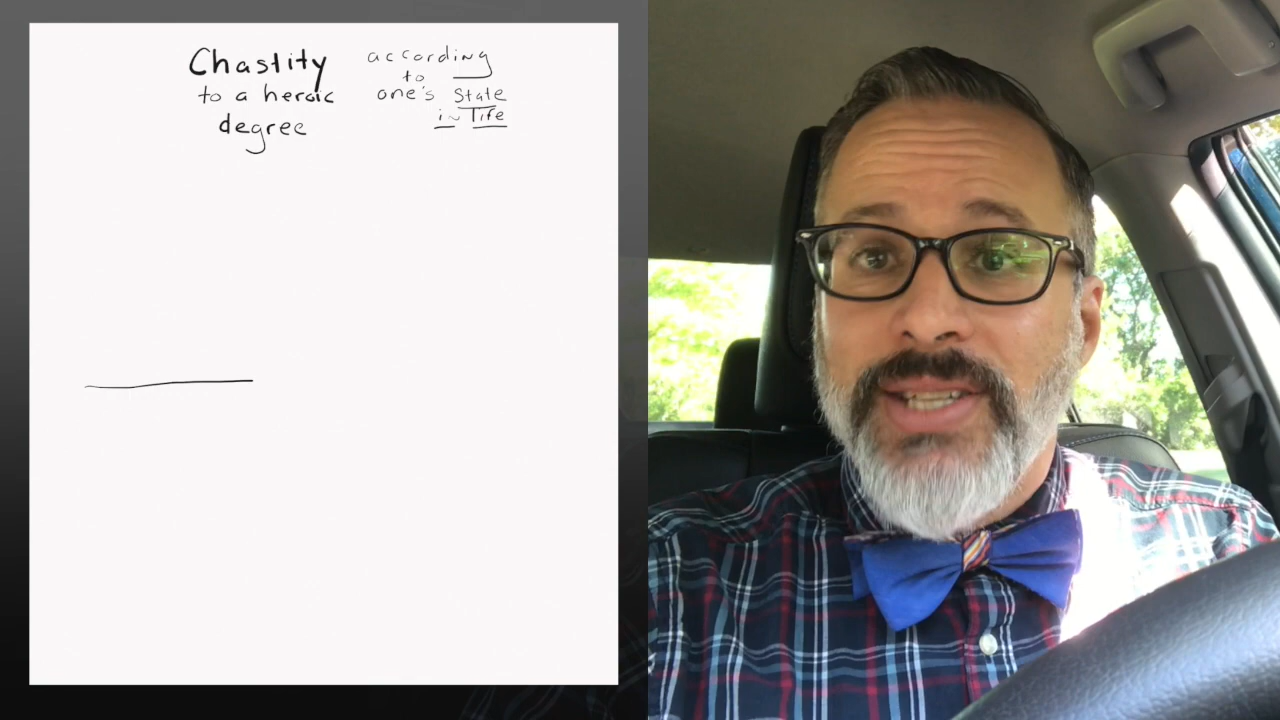 Chastity
to a heroic
degree
according
to
one's State
in life